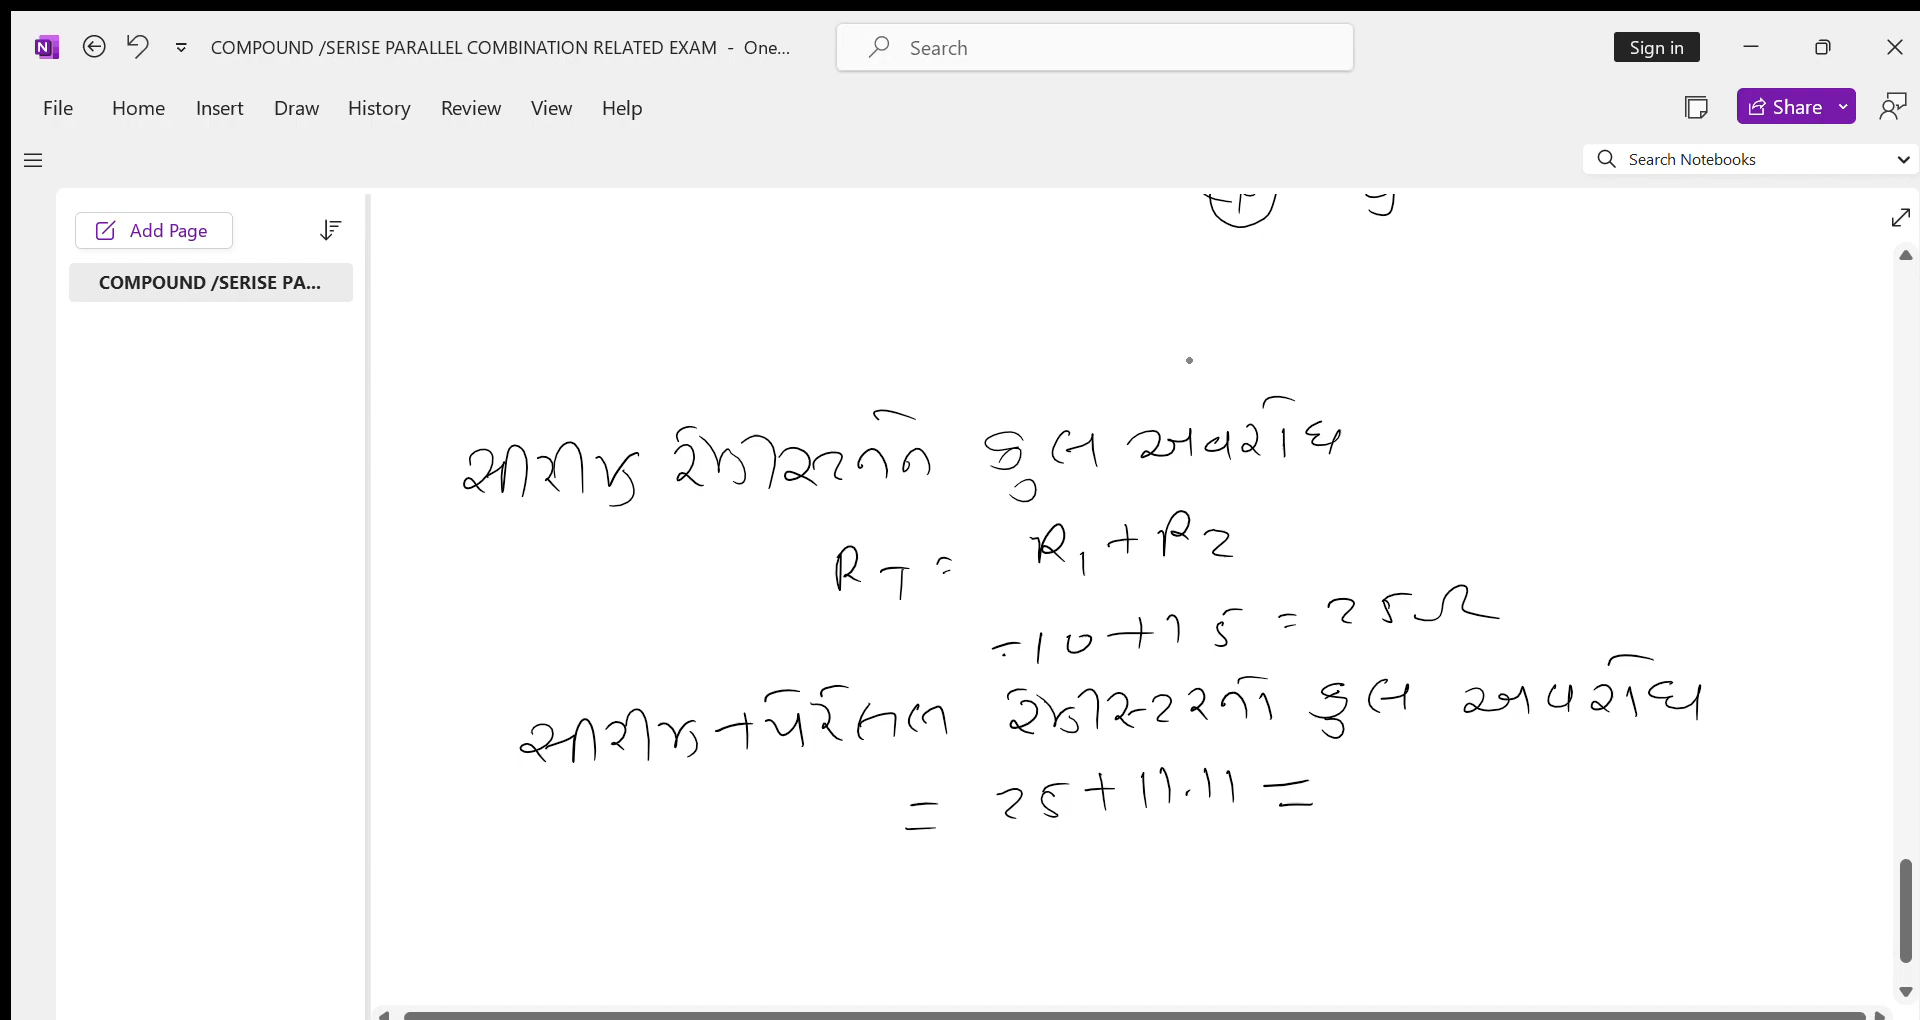 COMPOUND /SERISE PARALLEL COMBINATION RELATED EXAM - One...
Search
Sign in
File Home Insert Draw History Review View Help
Share
Search Notebooks
Add Page
COMPOUND /SERISE PA...
સીરીઝ રેઝીસ્ટન્સ કુલ અવરોધ
RT = R1 + R2
= 10 + 15 = 25Ω
સીરીઝ + પેરેલલ રેઝીસ્ટરનો કુલ અવરોધ
= 25 + 11.11 =